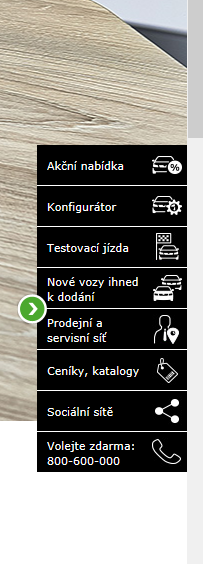 Akční nabídka
Konfigurátor
Testovací jízda
Nové vozy ihned
k dodání
Prodejní a
servisní síť
Ceníky, katalogy
Sociální sítě
Volejte zdarma:
800-600-000